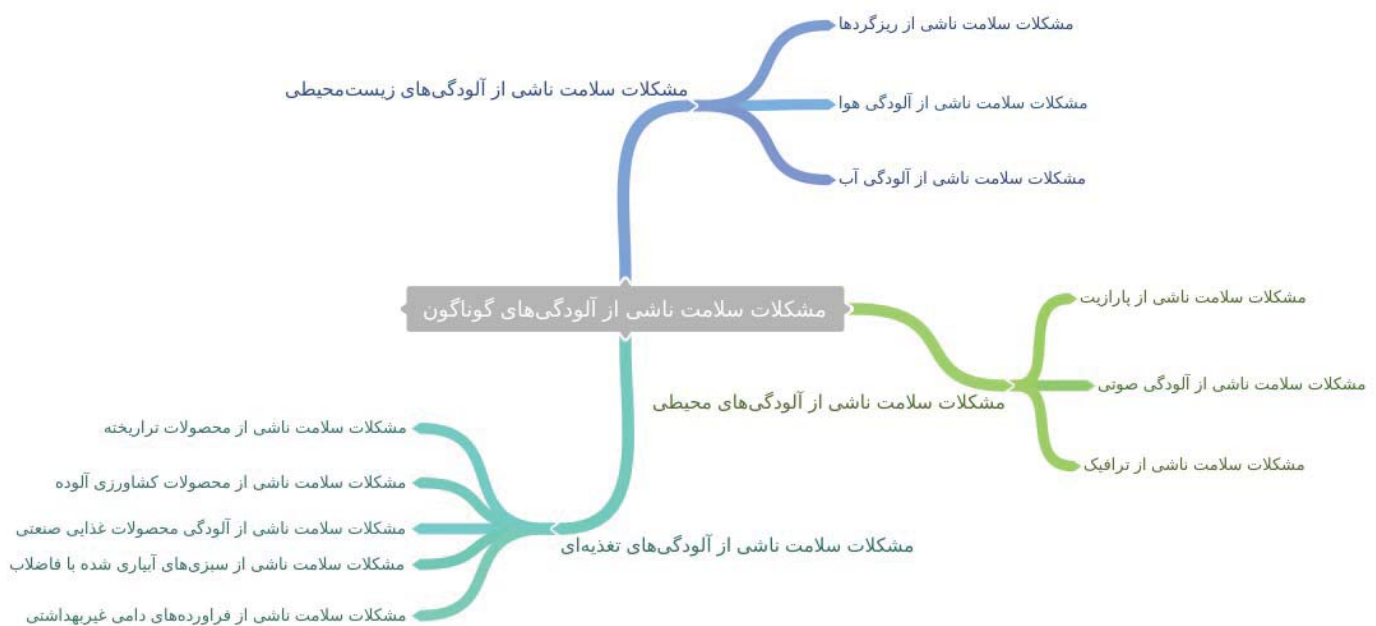 مشکلات سلامت ناشی از آلودگی‌های گوناگون
مشکلات سلامت ناشی از آلودگی‌های زیست‌محیطی
مشکلات سلامت ناشی از ریزگردها
مشکلات سلامت ناشی از آلودگی هوا
مشکلات سلامت ناشی از آلودگی آب
مشکلات سلامت ناشی از آلودگی‌های محیطی
مشکلات سلامت ناشی از پارازیت
مشکلات سلامت ناشی از آلودگی صوتی
مشکلات سلامت ناشی از ترافیک
مشکلات سلامت ناشی از آلودگی‌های تغذیه‌ای
مشکلات سلامت ناشی از محصولات تراریخته
مشکلات سلامت ناشی از محصولات کشاورزی آلوده
مشکلات سلامت ناشی از آلودگی محصولات غذایی صنعتی
مشکلات سلامت ناشی از سبزی‌های آبیاری شده با فاضلاب
مشکلات سلامت ناشی از فراورده‌های دامی غیربهداشتی